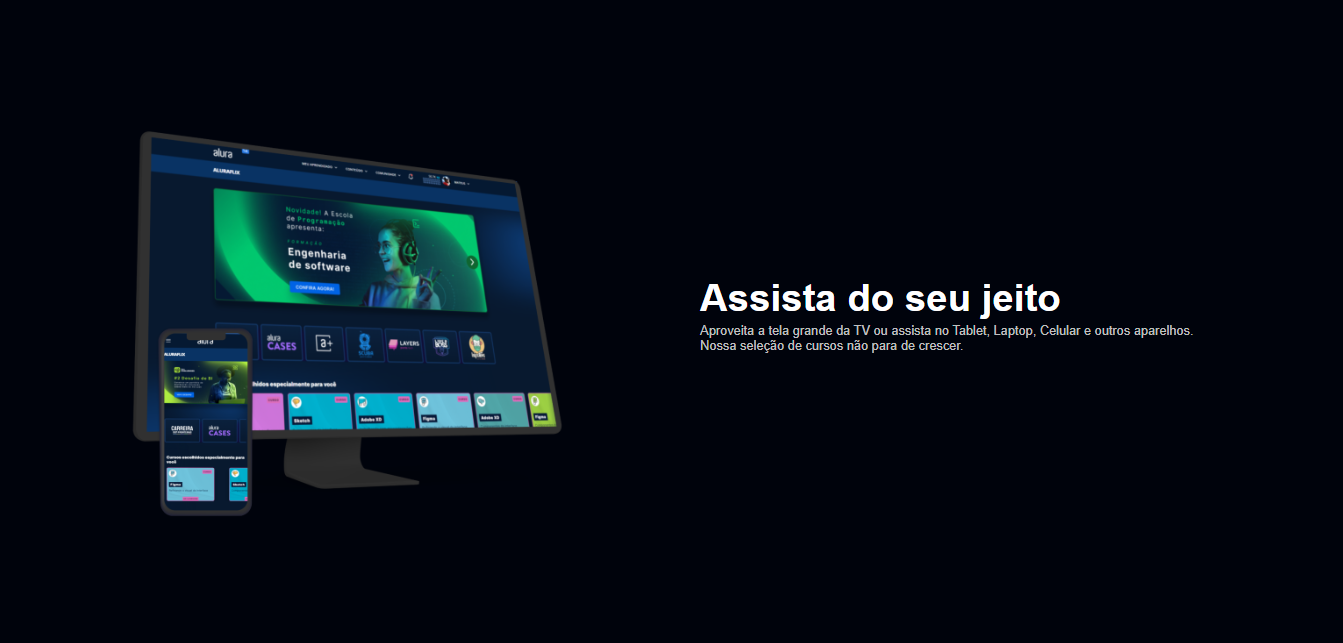 alura
ALURAFLIX
Novidade! A Escola
de Programação
apresenta:
FORMAÇÃO
Engenharia
de software
CONFIRA AGORA!
Assista do seu jeito
Aproveita a tela grande da TV ou assista no Tablet, Laptop, Celular e outros aparelhos.
Nossa seleção de cursos não para de crescer.
alura
CASES
a+
LAYERS
alura
ALURAFLIX
hidos especialmente para você
Sketch
Adobe XD
Figma
Adobe XD
Figma
CARREIRA
alura
CASES
Cursos escolhidos especialmente para
você
Figma
Sketch